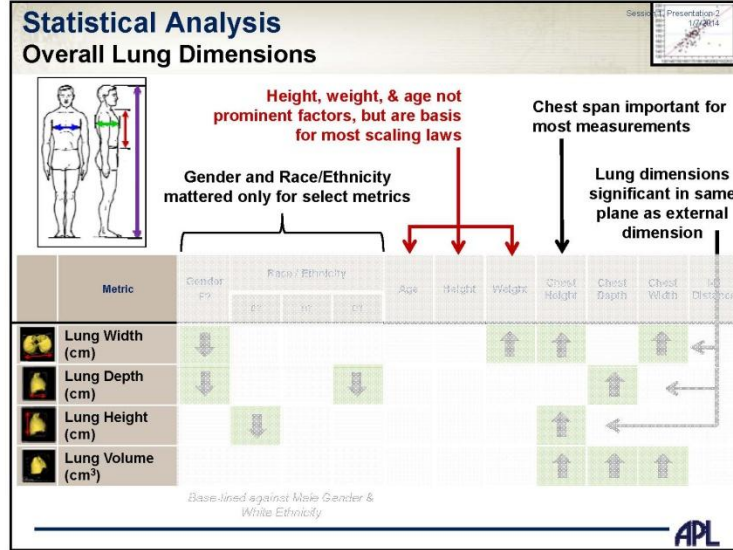 Statistical Analysis
Overall Lung Dimensions
Session 1, Presentation-2
1/7/2014
Height, weight, & age not
prominent factors, but are basis
for most scaling laws
Chest span important for
most measurements
Gender and Race/Ethnicity
mattered only for select metrics
Lung dimensions
significant in same
plane as external
dimension
Metric
Gender
Race / Ethnicity
Age
Height
Weight
Chest
Height
Chest
Depth
Chest
Width
Distance
Lung Width
(cm)
Lung Depth
(cm)
Lung Height
(cm)
Lung Volume
(cm³)
Base-lined against Male Gender &
White Ethnicity
APL